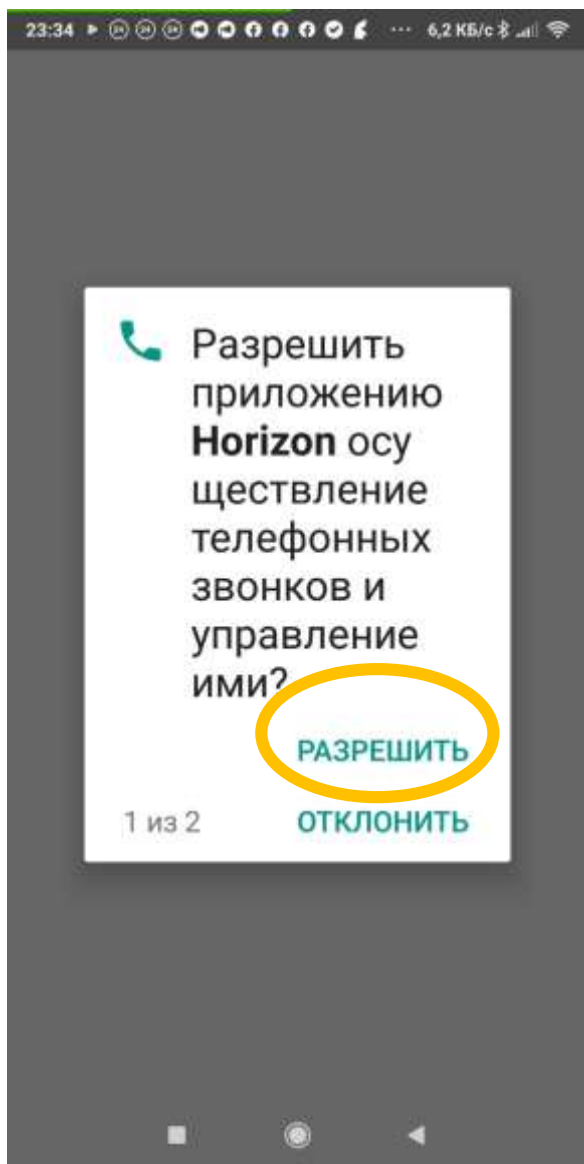 23:34 6,2 КБ/с
Разрешить
приложению
Horizon осу
ществление
телефонных
звонков и
управление
ими?
РАЗРЕШИТЬ
1 из 2 ОТКЛОНИТЬ